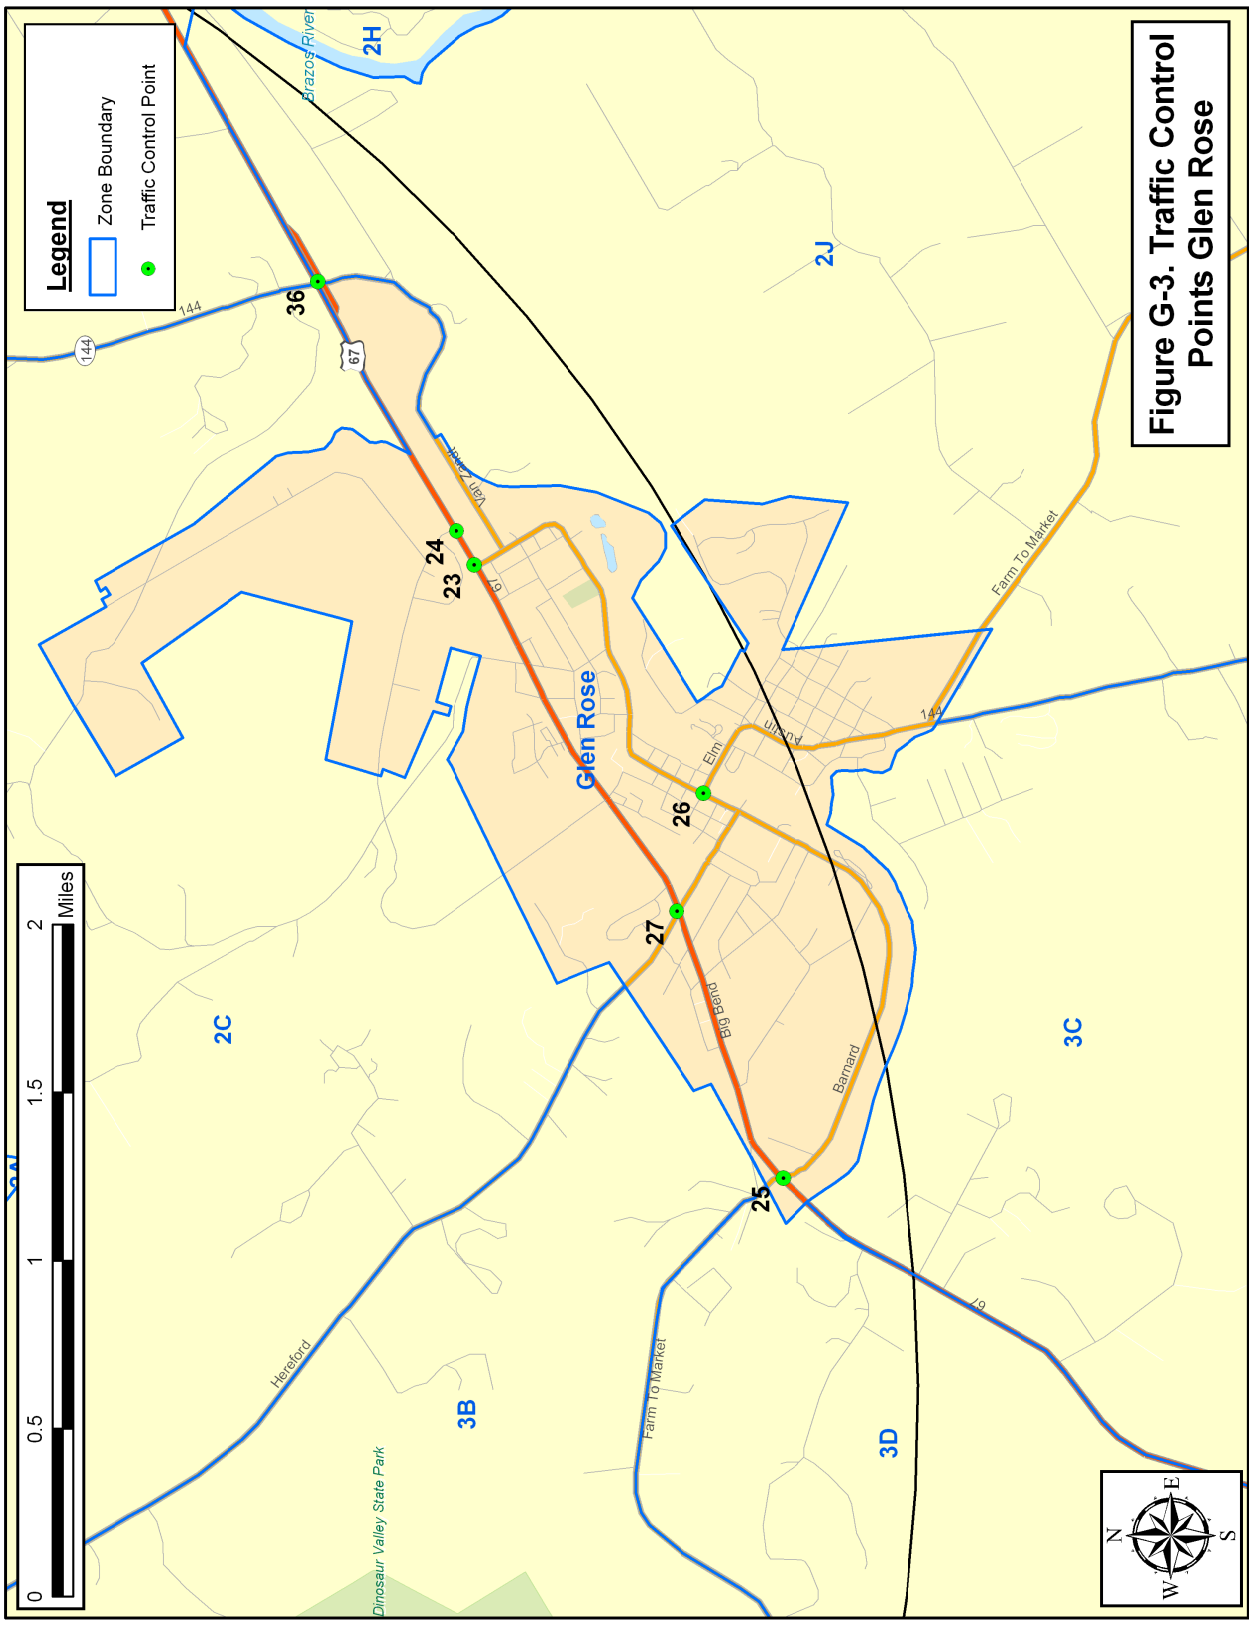 Legend
Zone Boundary
Traffic Control Point
Figure G-3. Traffic Control
Points Glen Rose
0
0.5
1
1.5
2
Miles
N
W
E
S
Brazos River
2H
2J
2C
3B
3C
3D
Glen Rose
Dinosaur Valley State Park
36
24
23
26
27
25
144
144
67
67
67
144
Van Zandt
Elm
Austin
Farm To Market
Farm To Market
Big Bend
Barnard
Hereford